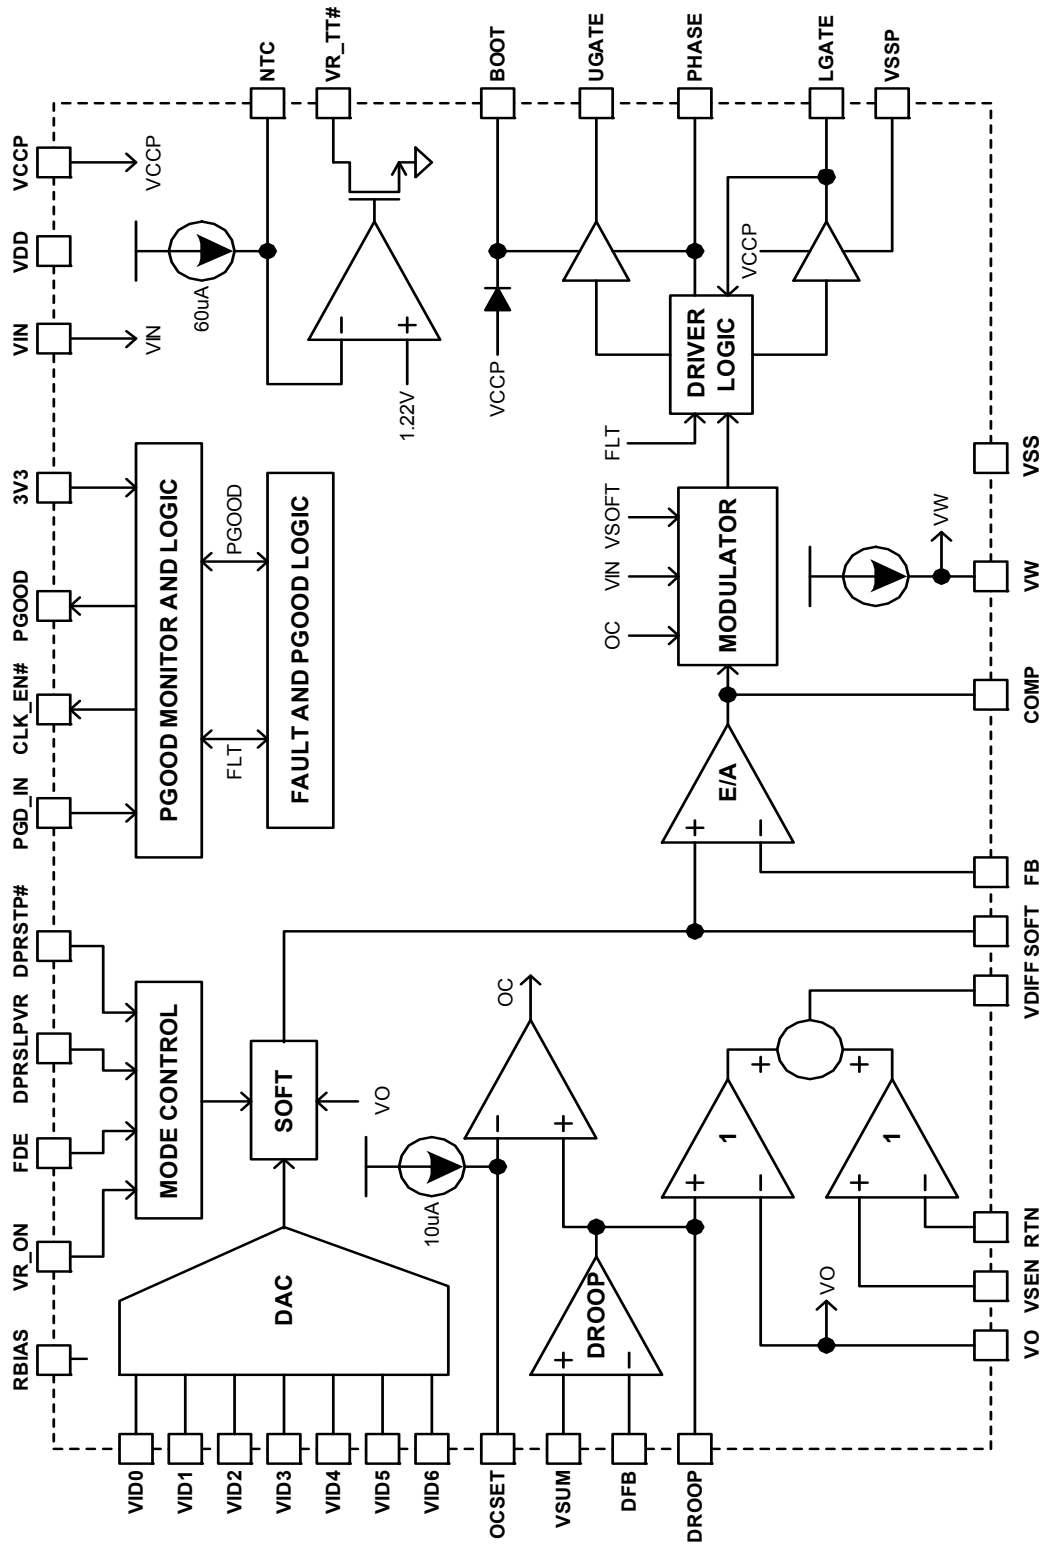 RBIAS
VR_ON
FDE
DPRSLPVR
DPRSTP#
PGD_IN
CLK_EN#
PGOOD
3V3
VIN
VDD
VCCP
VID0
VID1
VID2
VID3
VID4
VID5
VID6
OCSET
VSUM
DFB
DROOP
DAC
MODE CONTROL
SOFT
VO
10uA
OC
DROOP
+
−
−
+
+
−
1
+
−
1
+
+
VO
PGOOD MONITOR AND LOGIC
FLT
PGOOD
FAULT AND PGOOD LOGIC
VIN
VCCP
60uA
−
+
1.22V
VCCP
E/A
+
−
OC
VIN
VSOFT
MODULATOR
FLT
DRIVER
LOGIC
VCCP
VW
NTC
VR_TT#
BOOT
UGATE
PHASE
LGATE
VSSP
VO
VSEN
RTN
VDIFF
SOFT
FB
COMP
VW
VSS